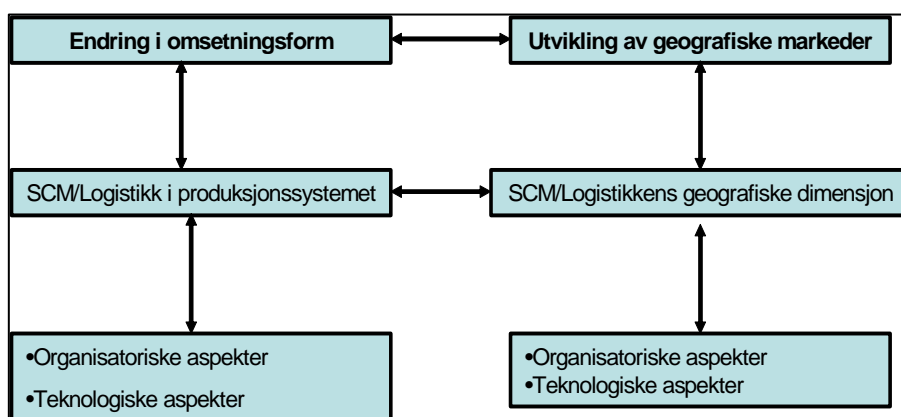 Endring i omsetningsform
Utvikling av geografiske markeder
SCM/Logistikk i produksjonssystemet
SCM/Logistikkens geografiske dimensjon
•Organisatoriske aspekter
•Teknologiske aspekter
•Organisatoriske aspekter
•Teknologiske aspekter